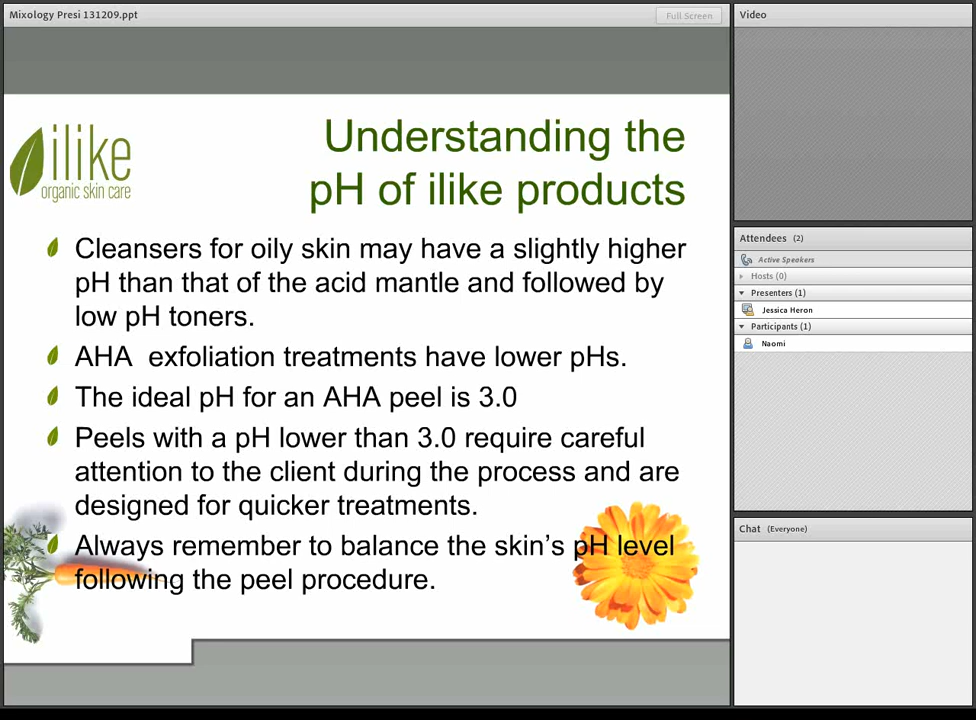 Mixology Presi 131209.ppt
Full Screen
ilike
organic skin care
Understanding the
pH of ilike products
Cleansers for oily skin may have a slightly higher
pH than that of the acid mantle and followed by
low pH toners.
AHA  exfoliation treatments have lower pHs.
The ideal pH for an AHA peel is 3.0
Peels with a pH lower than 3.0 require careful
attention to the client during the process and are
designed for quicker treatments.
Always remember to balance the skin’s pH level
following the peel procedure.
Video
Attendees (2)
Active Speakers
Hosts (0)
Presenters (1)
Jessica Heron
Participants (1)
Naomi
Chat (Everyone)